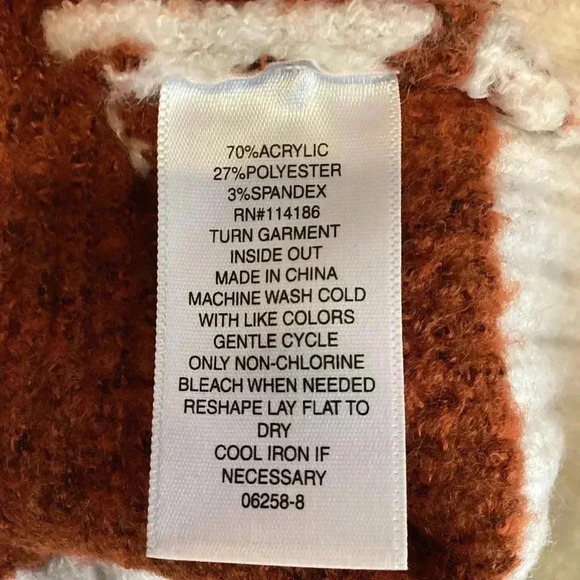 70%ACRYLIC
27%POLYESTER
3%SPANDEX
RN#114186
TURN GARMENT
INSIDE OUT
MADE IN CHINA
MACHINE WASH COLD
WITH LIKE COLORS
GENTLE CYCLE
ONLY NON-CHLORINE
BLEACH WHEN NEEDED
RESHAPE LAY FLAT TO
DRY
COOL IRON IF
NECESSARY
06258-8